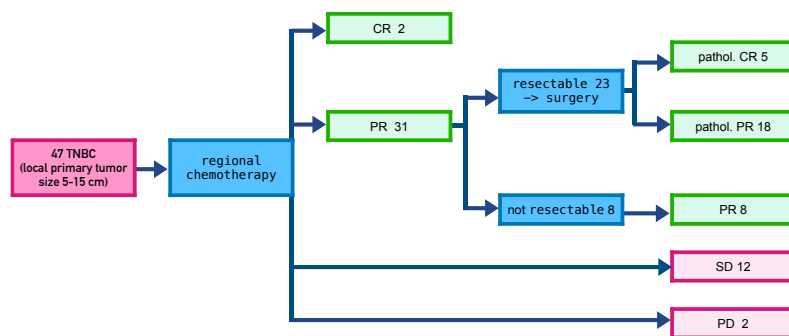 47 TNBC
(local primary tumor
size 5-15 cm)
regional
chemotherapy
CR 2
PR 31
resectable 23
-> surgery
not resectable 8
pathol. CR 5
pathol. PR 18
PR 8
SD 12
PD 2